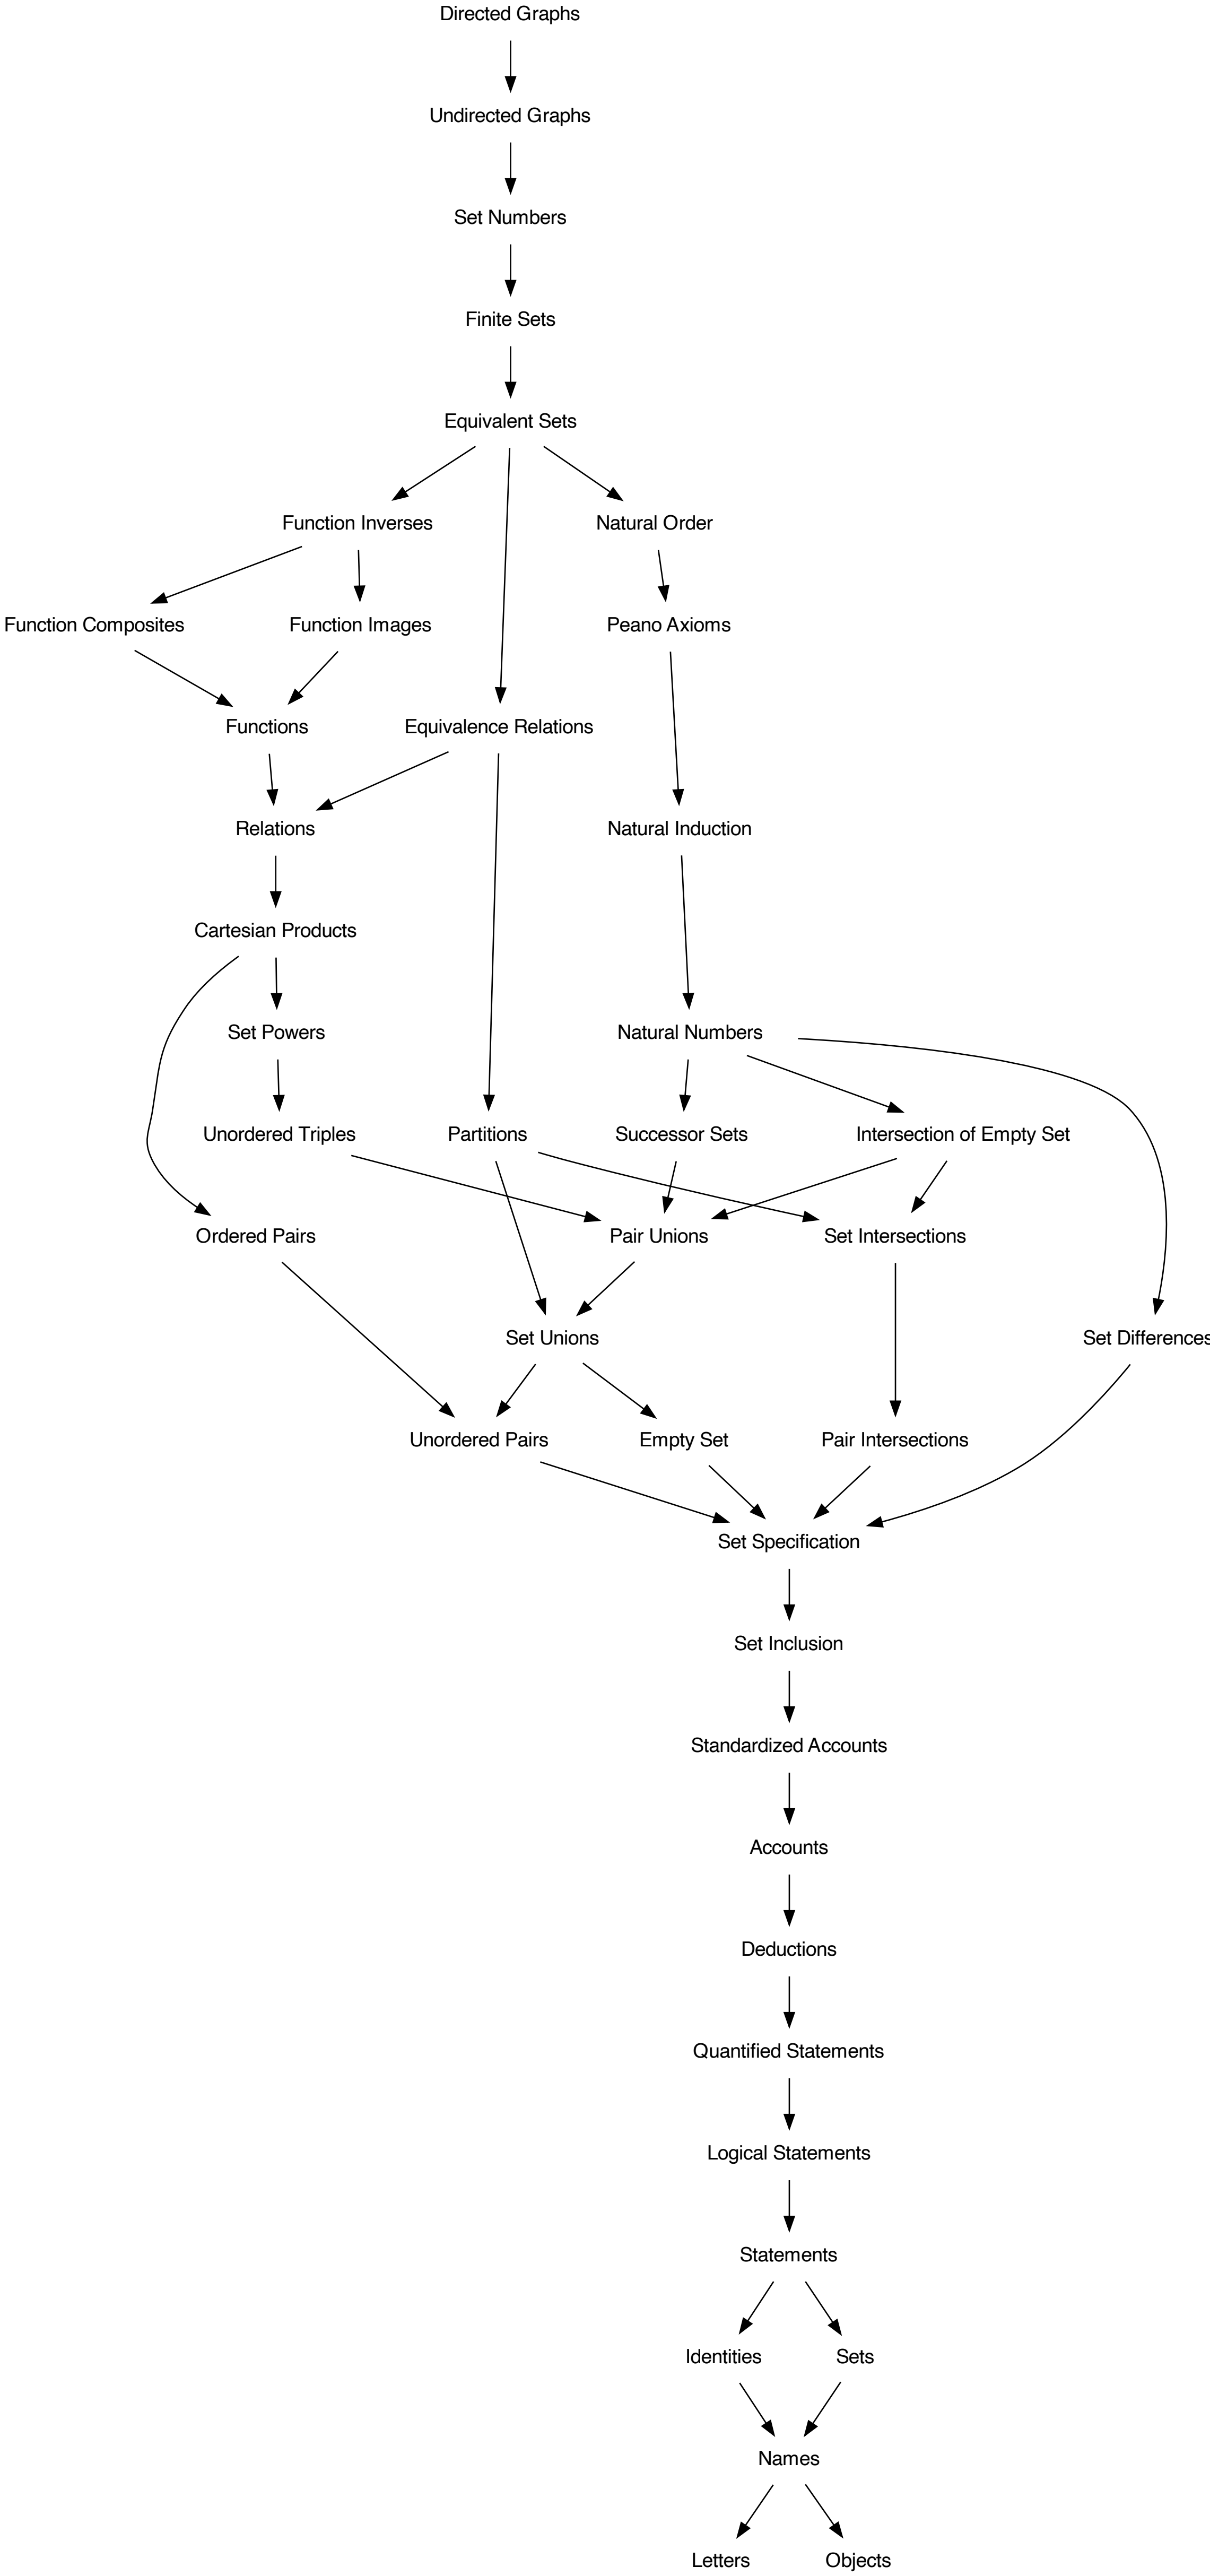 Directed Graphs
Undirected Graphs
Set Numbers
Finite Sets
Equivalent Sets
Function Inverses
Natural Order
Function Composites
Function Images
Peano Axioms
Functions
Equivalence Relations
Relations
Natural Induction
Cartesian Products
Set Powers
Natural Numbers
Unordered Triples
Partitions
Successor Sets
Intersection of Empty Set
Ordered Pairs
Pair Unions
Set Intersections
Set Unions
Set Differences
Unordered Pairs
Empty Set
Pair Intersections
Set Specification
Set Inclusion
Standardized Accounts
Accounts
Deductions
Quantified Statements
Logical Statements
Statements
Identities
Sets
Names
Letters
Objects